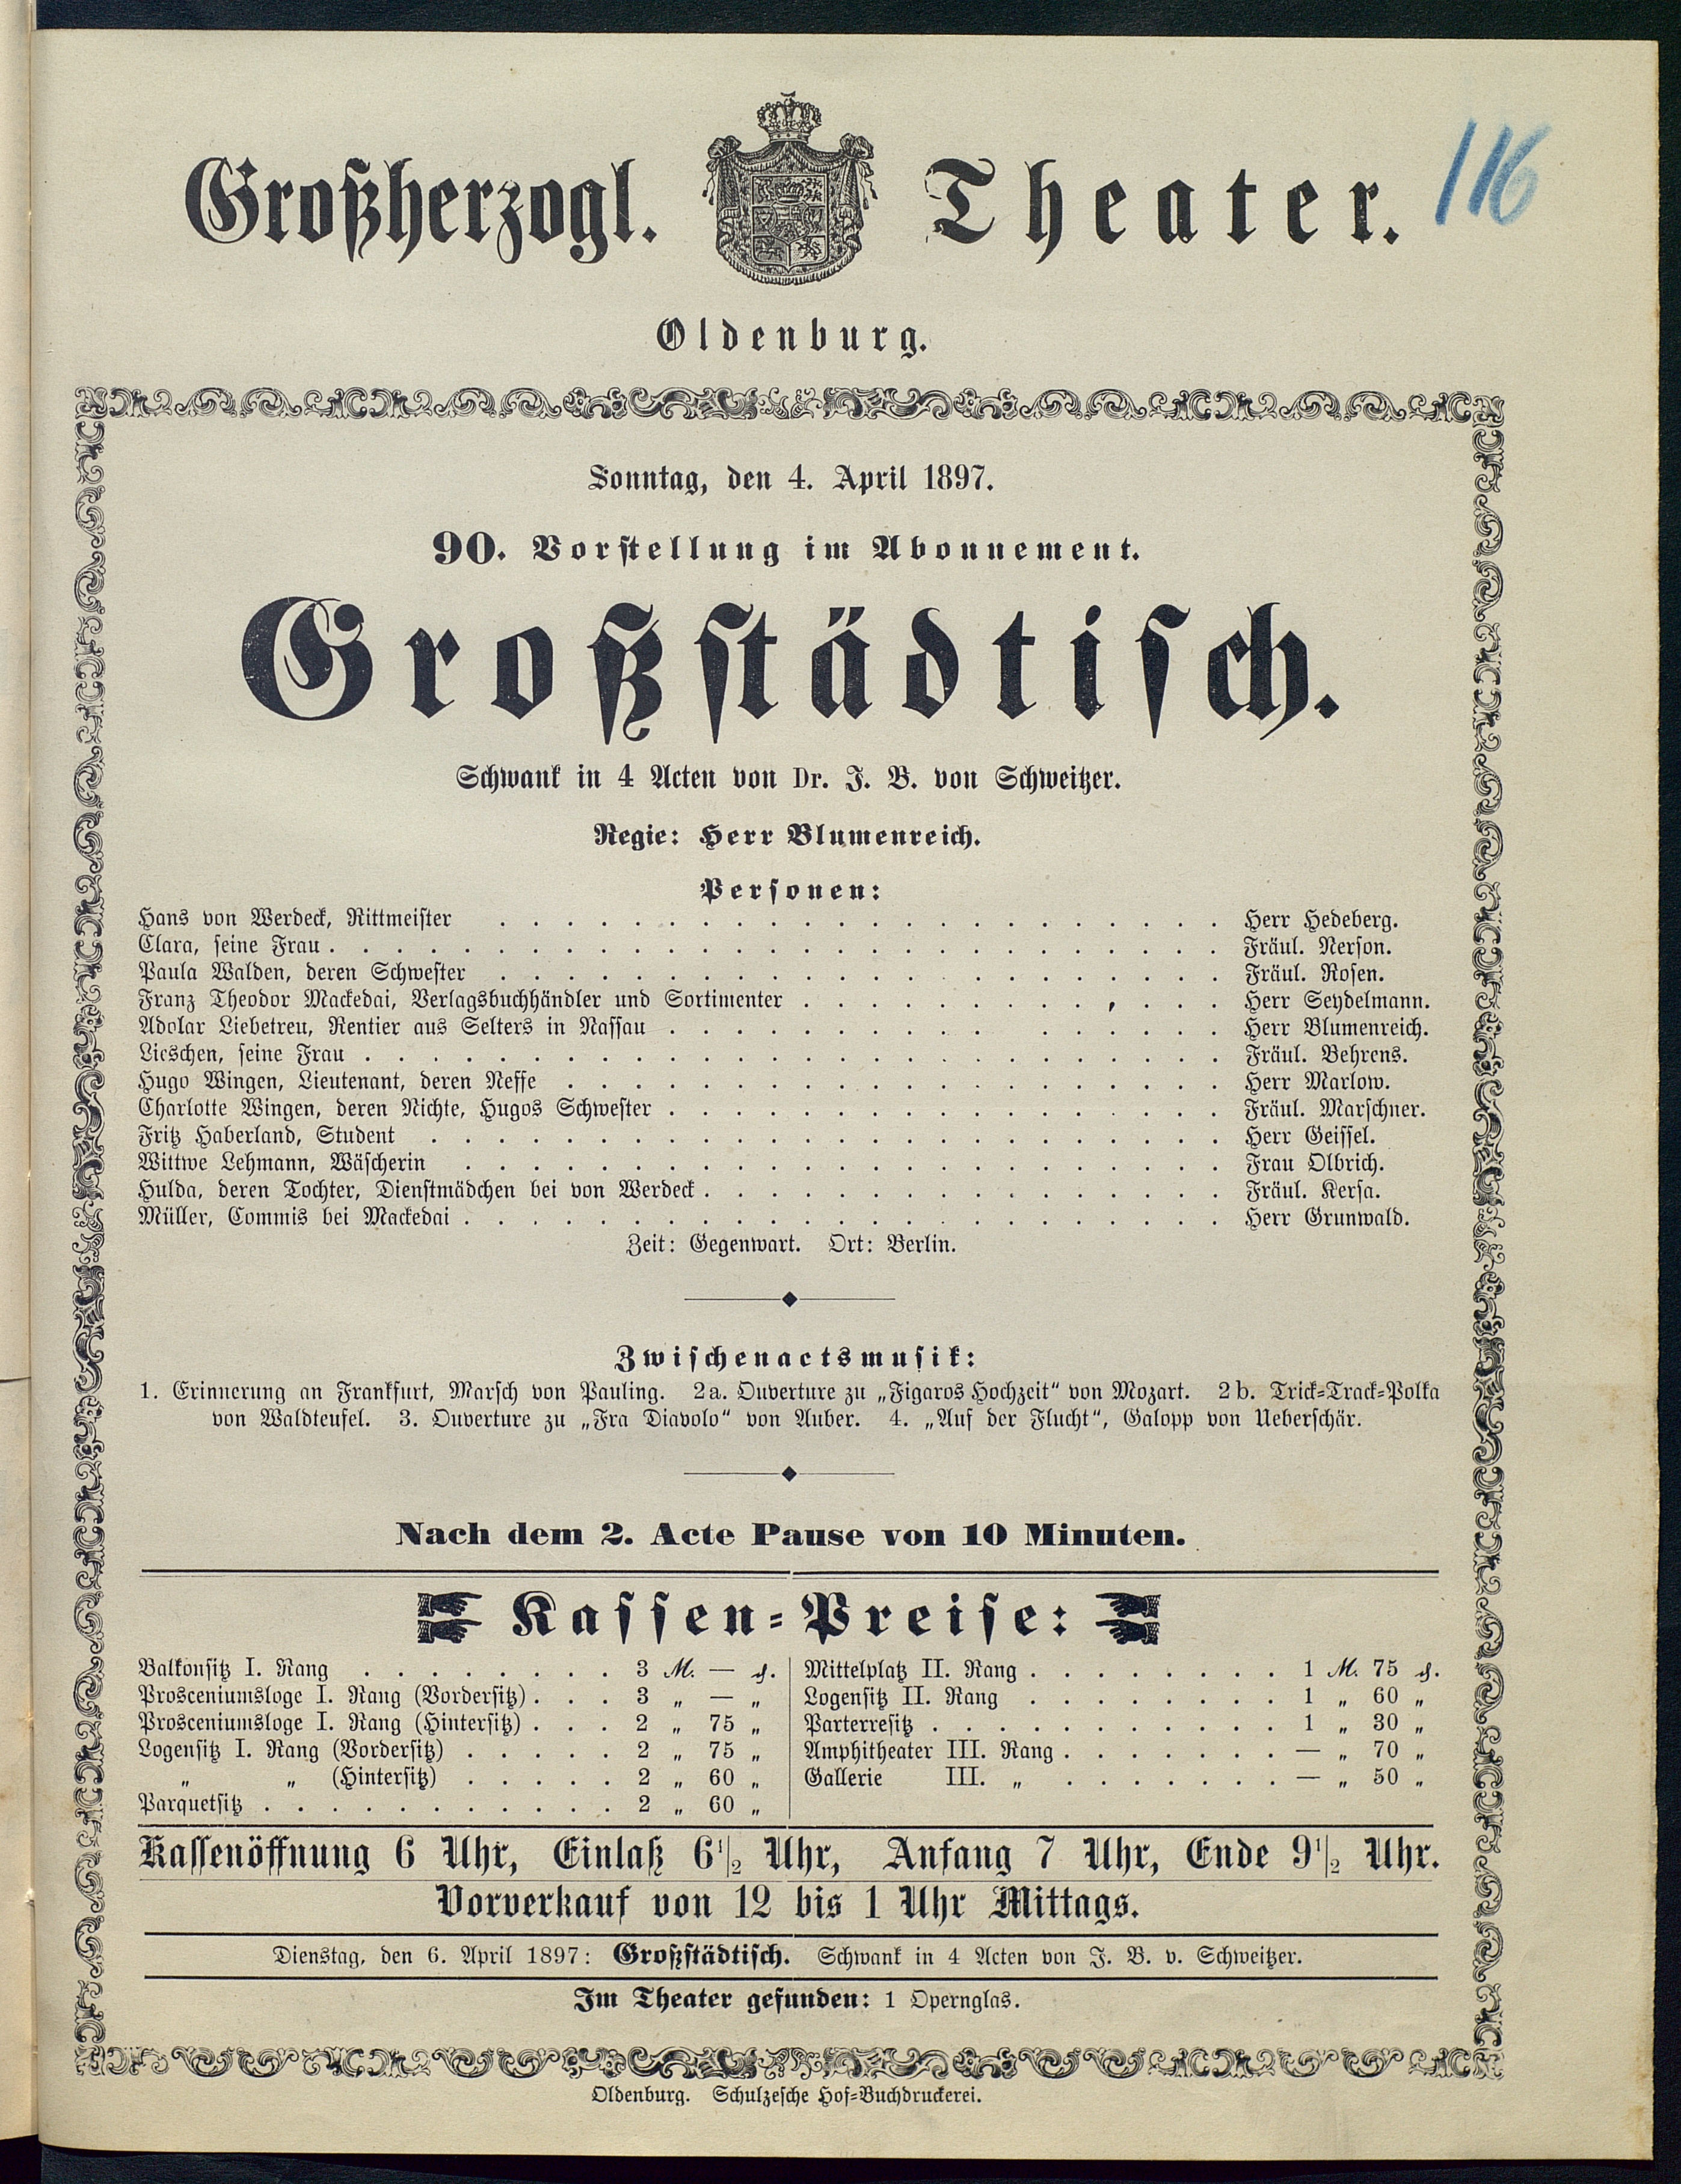 116
Großherzogl. Theater.
Oldenburg.
Sonntag, den 4. April 1897.
90. Vorstellung im Abonnement.
Großstädtisch.
Schwank in 4 Acten von Dr. J. B. von Schweitzer.
Regie: Herr Blumenreich.
Personen:
Hans von Werdeck, Rittmeister . . . . . . . . . . Herr Hedeberg.
Clara, seine Frau . . . . . . . . . . Fräul. Nerson.
Paula Walden, deren Schwester . . . . . . . . . . Fräul. Rosen.
Franz Theodor Mackedai, Verlagsbuchhändler und Sortimenter . . . . . . . . . . Herr Seydelmann.
Adolar Liebetreu, Rentier aus Selters in Nassau . . . . . . . . . . Herr Blumenreich.
Lieschen, seine Frau . . . . . . . . . . Fräul. Behrens.
Hugo Wingen, Lieutenant, deren Neffe . . . . . . . . . . Herr Marlow.
Charlotte Wingen, deren Nichte, Hugos Schwester . . . . . . . . . . Fräul. Marschner.
Fritz Haberland, Student . . . . . . . . . . Herr Geissel.
Wittwe Lehmann, Wäscherin . . . . . . . . . . Frau Olbrich.
Hulda, deren Tochter, Dienstmädchen bei von Werdeck . . . . . . . . . . Fräul. Kersa.
Müller, Commis bei Mackedai . . . . . . . . . . Herr Grunwald.
Zeit: Gegenwart. Ort: Berlin.
Zwischenactsmusik:
1. Erinnerung an Frankfurt, Marsch von Pauling. 2a. Ouverture zu „Figaros Hochzeit“ von Mozart. 2b. Trick-Track-Polka
von Waldteufel. 3. Ouverture zu „Fra Diavolo“ von Auber. 4. „Auf der Flucht“, Galopp von Ueberschär.
Nach dem 2. Acte Pause von 10 Minuten.
Kassen-Preise:
Balkonsitz I. Rang . . . . . . . . 3 M. — ₰.
Prosceniumsloge I. Rang (Vordersitz) . . . 3 „ — „
Prosceniumsloge I. Rang (Hintersitz) . . . 2 „ 75 „
Logensitz I. Rang (Vordersitz) . . . . . 2 „ 75 „
„ „ (Hintersitz) . . . . . 2 „ 60 „
Parquetsitz . . . . . . . . . . . 2 „ 60 „
Mittelplatz II. Rang . . . . . . . . 1 M. 75 ₰.
Logensitz II. Rang . . . . . . . . 1 „ 60 „
Parterresitz . . . . . . . . . . . 1 „ 30 „
Amphitheater III. Rang . . . . . . . — „ 70 „
Gallerie III. „ . . . . . . . — „ 50 „
Kassenöffnung 6 Uhr, Einlaß 6½ Uhr, Anfang 7 Uhr, Ende 9½ Uhr.
Vorverkauf von 12 bis 1 Uhr Mittags.
Dienstag, den 6. April 1897: Großstädtisch. Schwank in 4 Acten von J. B. v. Schweitzer.
Im Theater gefunden: 1 Opernglas.
Oldenburg. Schulzesche Hof-Buchdruckerei.